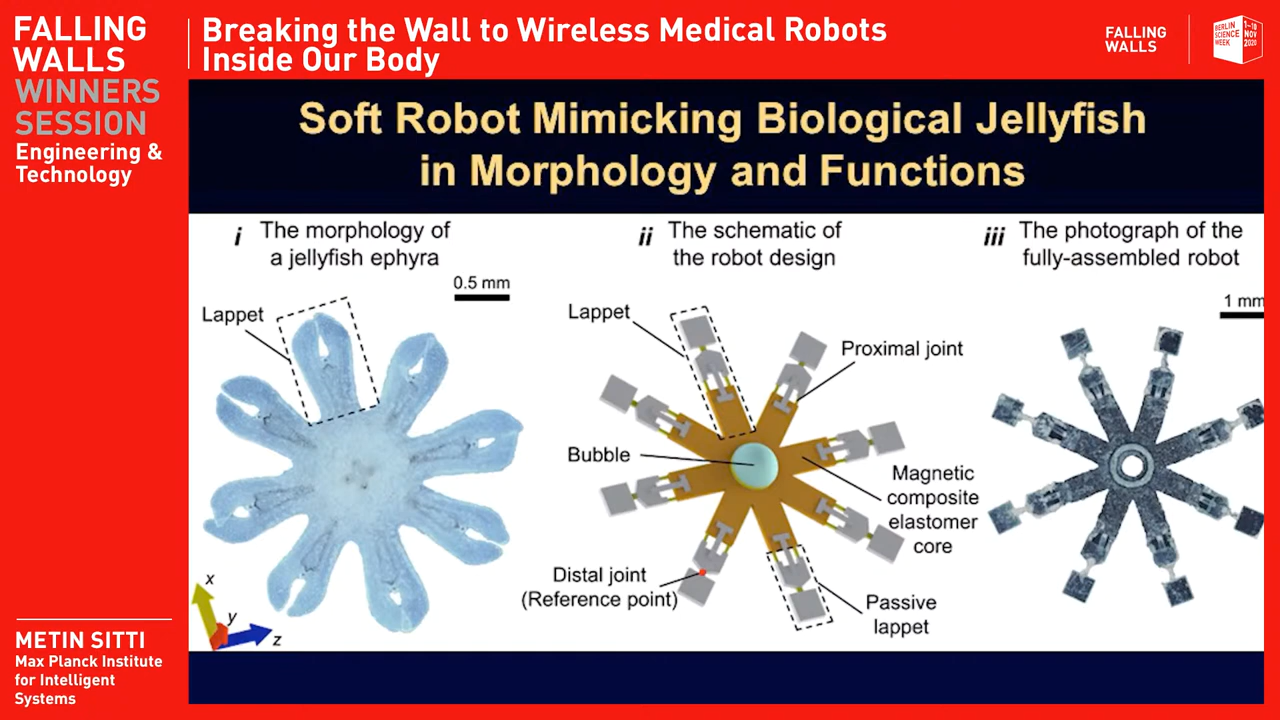 FALLING
WALLS
WINNERS
SESSION
Engineering &
Technology
Breaking the Wall to Wireless Medical Robots
Inside Our Body
FALLING
WALLS
BERLIN
SCIENCE
WEEK
1–10
NOV
2020
Soft Robot Mimicking Biological Jellyfish
in Morphology and Functions
i
The morphology of
a jellyfish ephyra
0.5 mm
Lappet
x
y
z
ii
The schematic of
the robot design
Lappet
Proximal joint
Bubble
Magnetic
composite
elastomer
core
Distal joint
(Reference point)
Passive
lappet
iii
The photograph of the
fully-assembled robot
1 mm
METIN SITTI
Max Planck Institute
for Intelligent
Systems